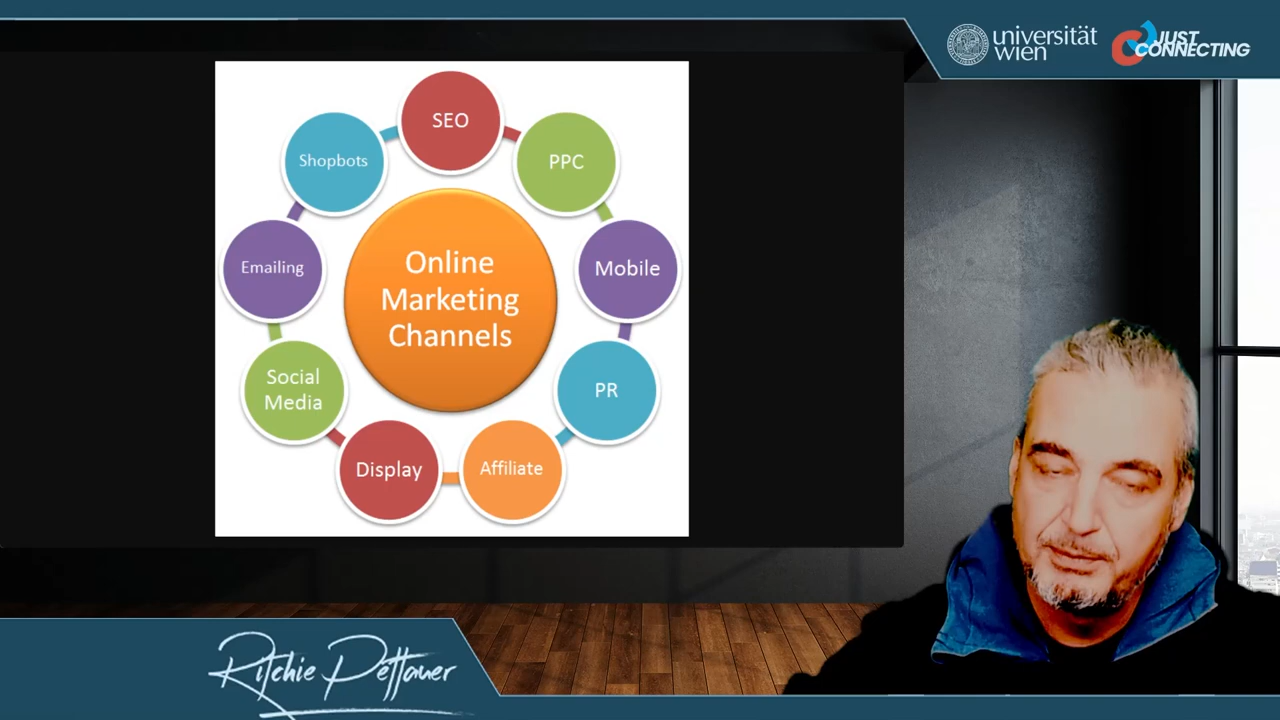 universität
wien
JUST
CONNECTING
SEO
PPC
Shopbots
Mobile
Emailing
Online
Marketing
Channels
PR
Social
Media
Display
Affiliate
Ritchie Pettauer